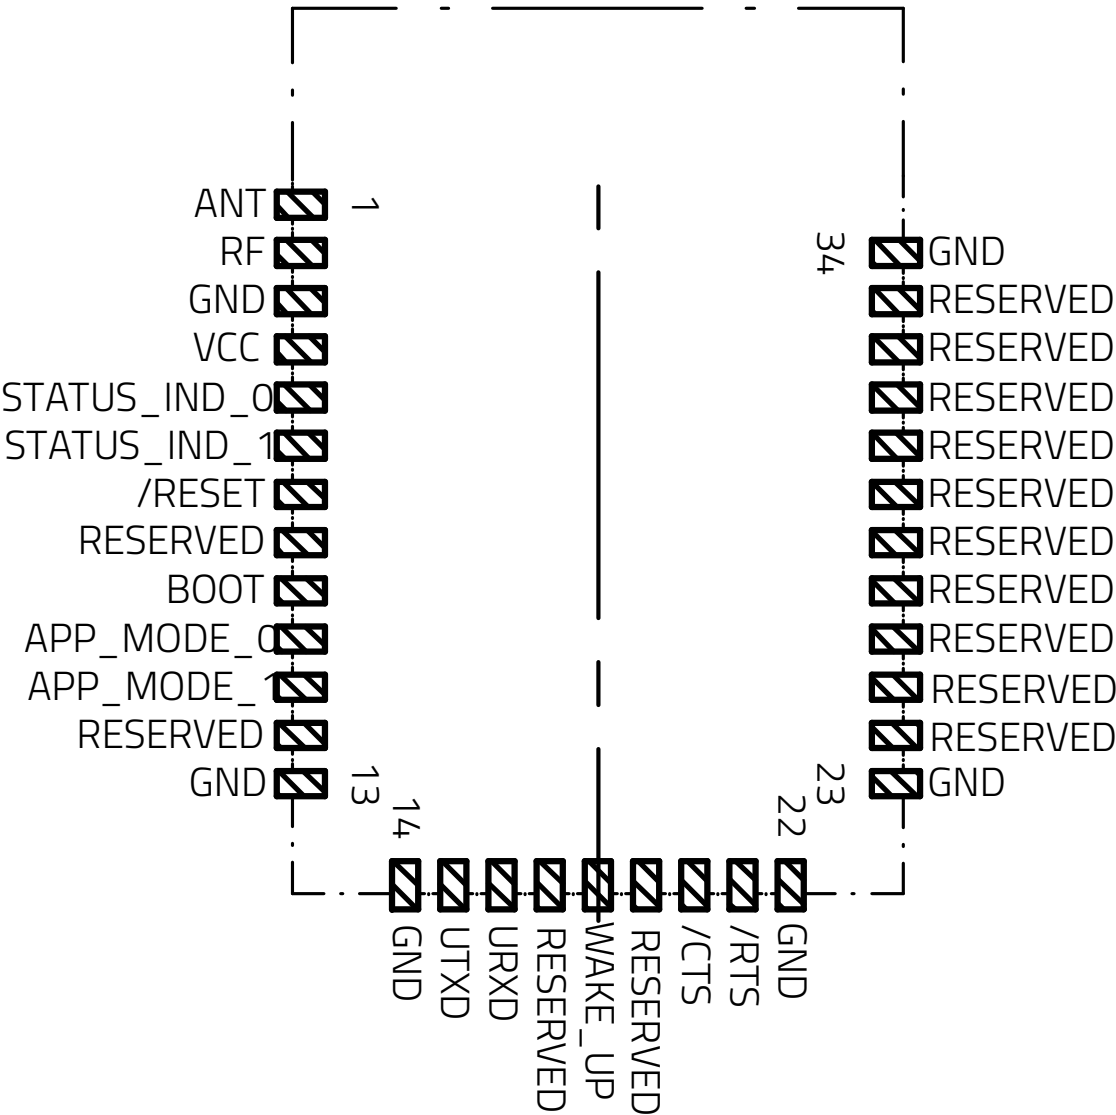 ANT
1
RF
34
GND
GND
RESERVED
VCC
RESERVED
STATUS_IND_0
RESERVED
STATUS_IND_1
RESERVED
/RESET
RESERVED
RESERVED
RESERVED
BOOT
RESERVED
APP_MODE_0
RESERVED
APP_MODE_1
RESERVED
RESERVED
RESERVED
GND
13
23
GND
14
22
GND
UTXD
URXD
RESERVED
WAKE_UP
RESERVED
/CTS
/RTS
GND